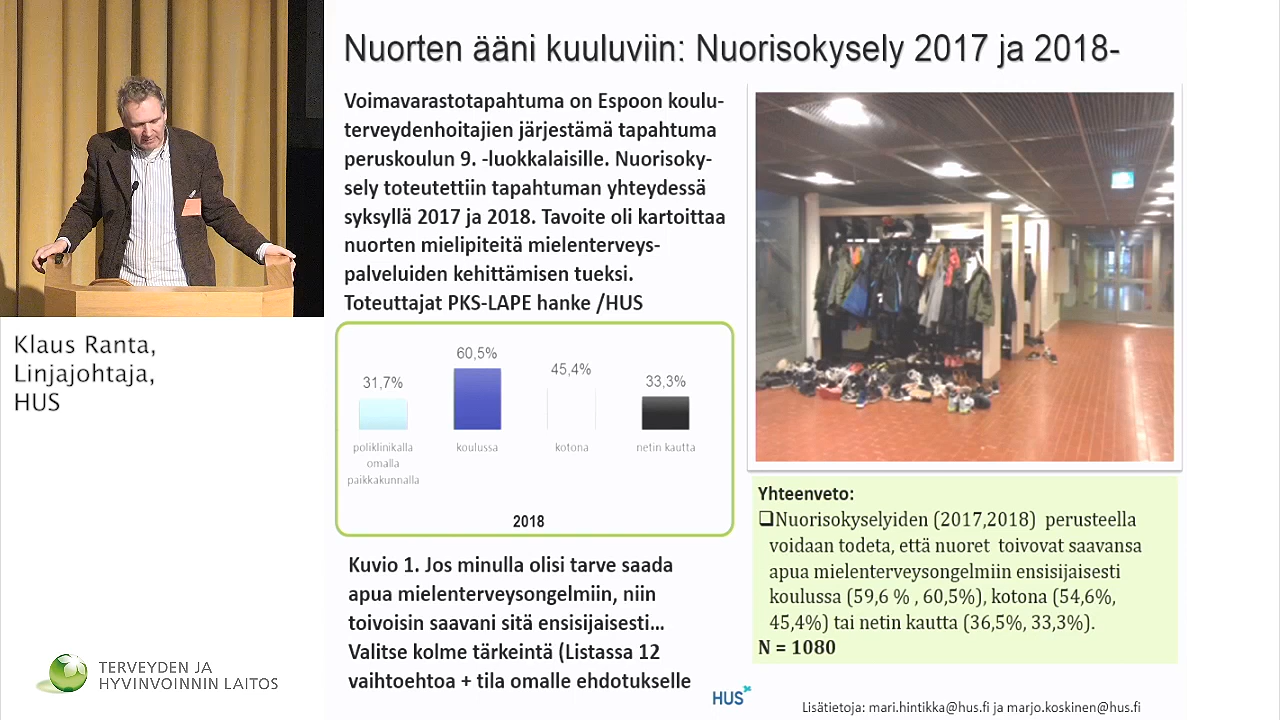 Nuorten ääni kuuluviin: Nuorisokysely 2017 ja 2018-
Voimavarastotapahtuma on Espoon koulu-
terveydenhoitajien järjestämä tapahtuma
peruskoulun 9. -luokkalaisille. Nuorisoky-
sely toteutettiin tapahtuman yhteydessä
syksyllä 2017 ja 2018. Tavoite oli kartoittaa
nuorten mielipiteitä mielenterveys-
palveluiden kehittämisen tueksi.
Toteuttajat PKS-LAPE hanke /HUS
31,7%
60,5%
45,4%
33,3%
poliklinikalla
omalla
paikkakunnalla
koulussa
kotona
netin kautta
2018
Kuvio 1. Jos minulla olisi tarve saada
apua mielenterveysongelmiin, niin
toivoisin saavani sitä ensisijaisesti...
Valitse kolme tärkeintä (Listassa 12
vaihtoehtoa + tila omalle ehdotukselle
Yhteenveto:
❑Nuorisokyselyiden (2017,2018) perusteella
voidaan todeta, että nuoret toivovat saavansa
apua mielenterveysongelmiin ensisijaisesti
koulussa (59,6 % , 60,5%), kotona (54,6%,
45,4%) tai netin kautta (36,5%, 33,3%).
N = 1080
HUS
Lisätietoja: mari.hintikka@hus.fi ja marjo.koskinen@hus.fi
Klaus Ranta,
Linjajohtaja,
HUS
TERVEYDEN JA
HYVINVOINNIN LAITOS